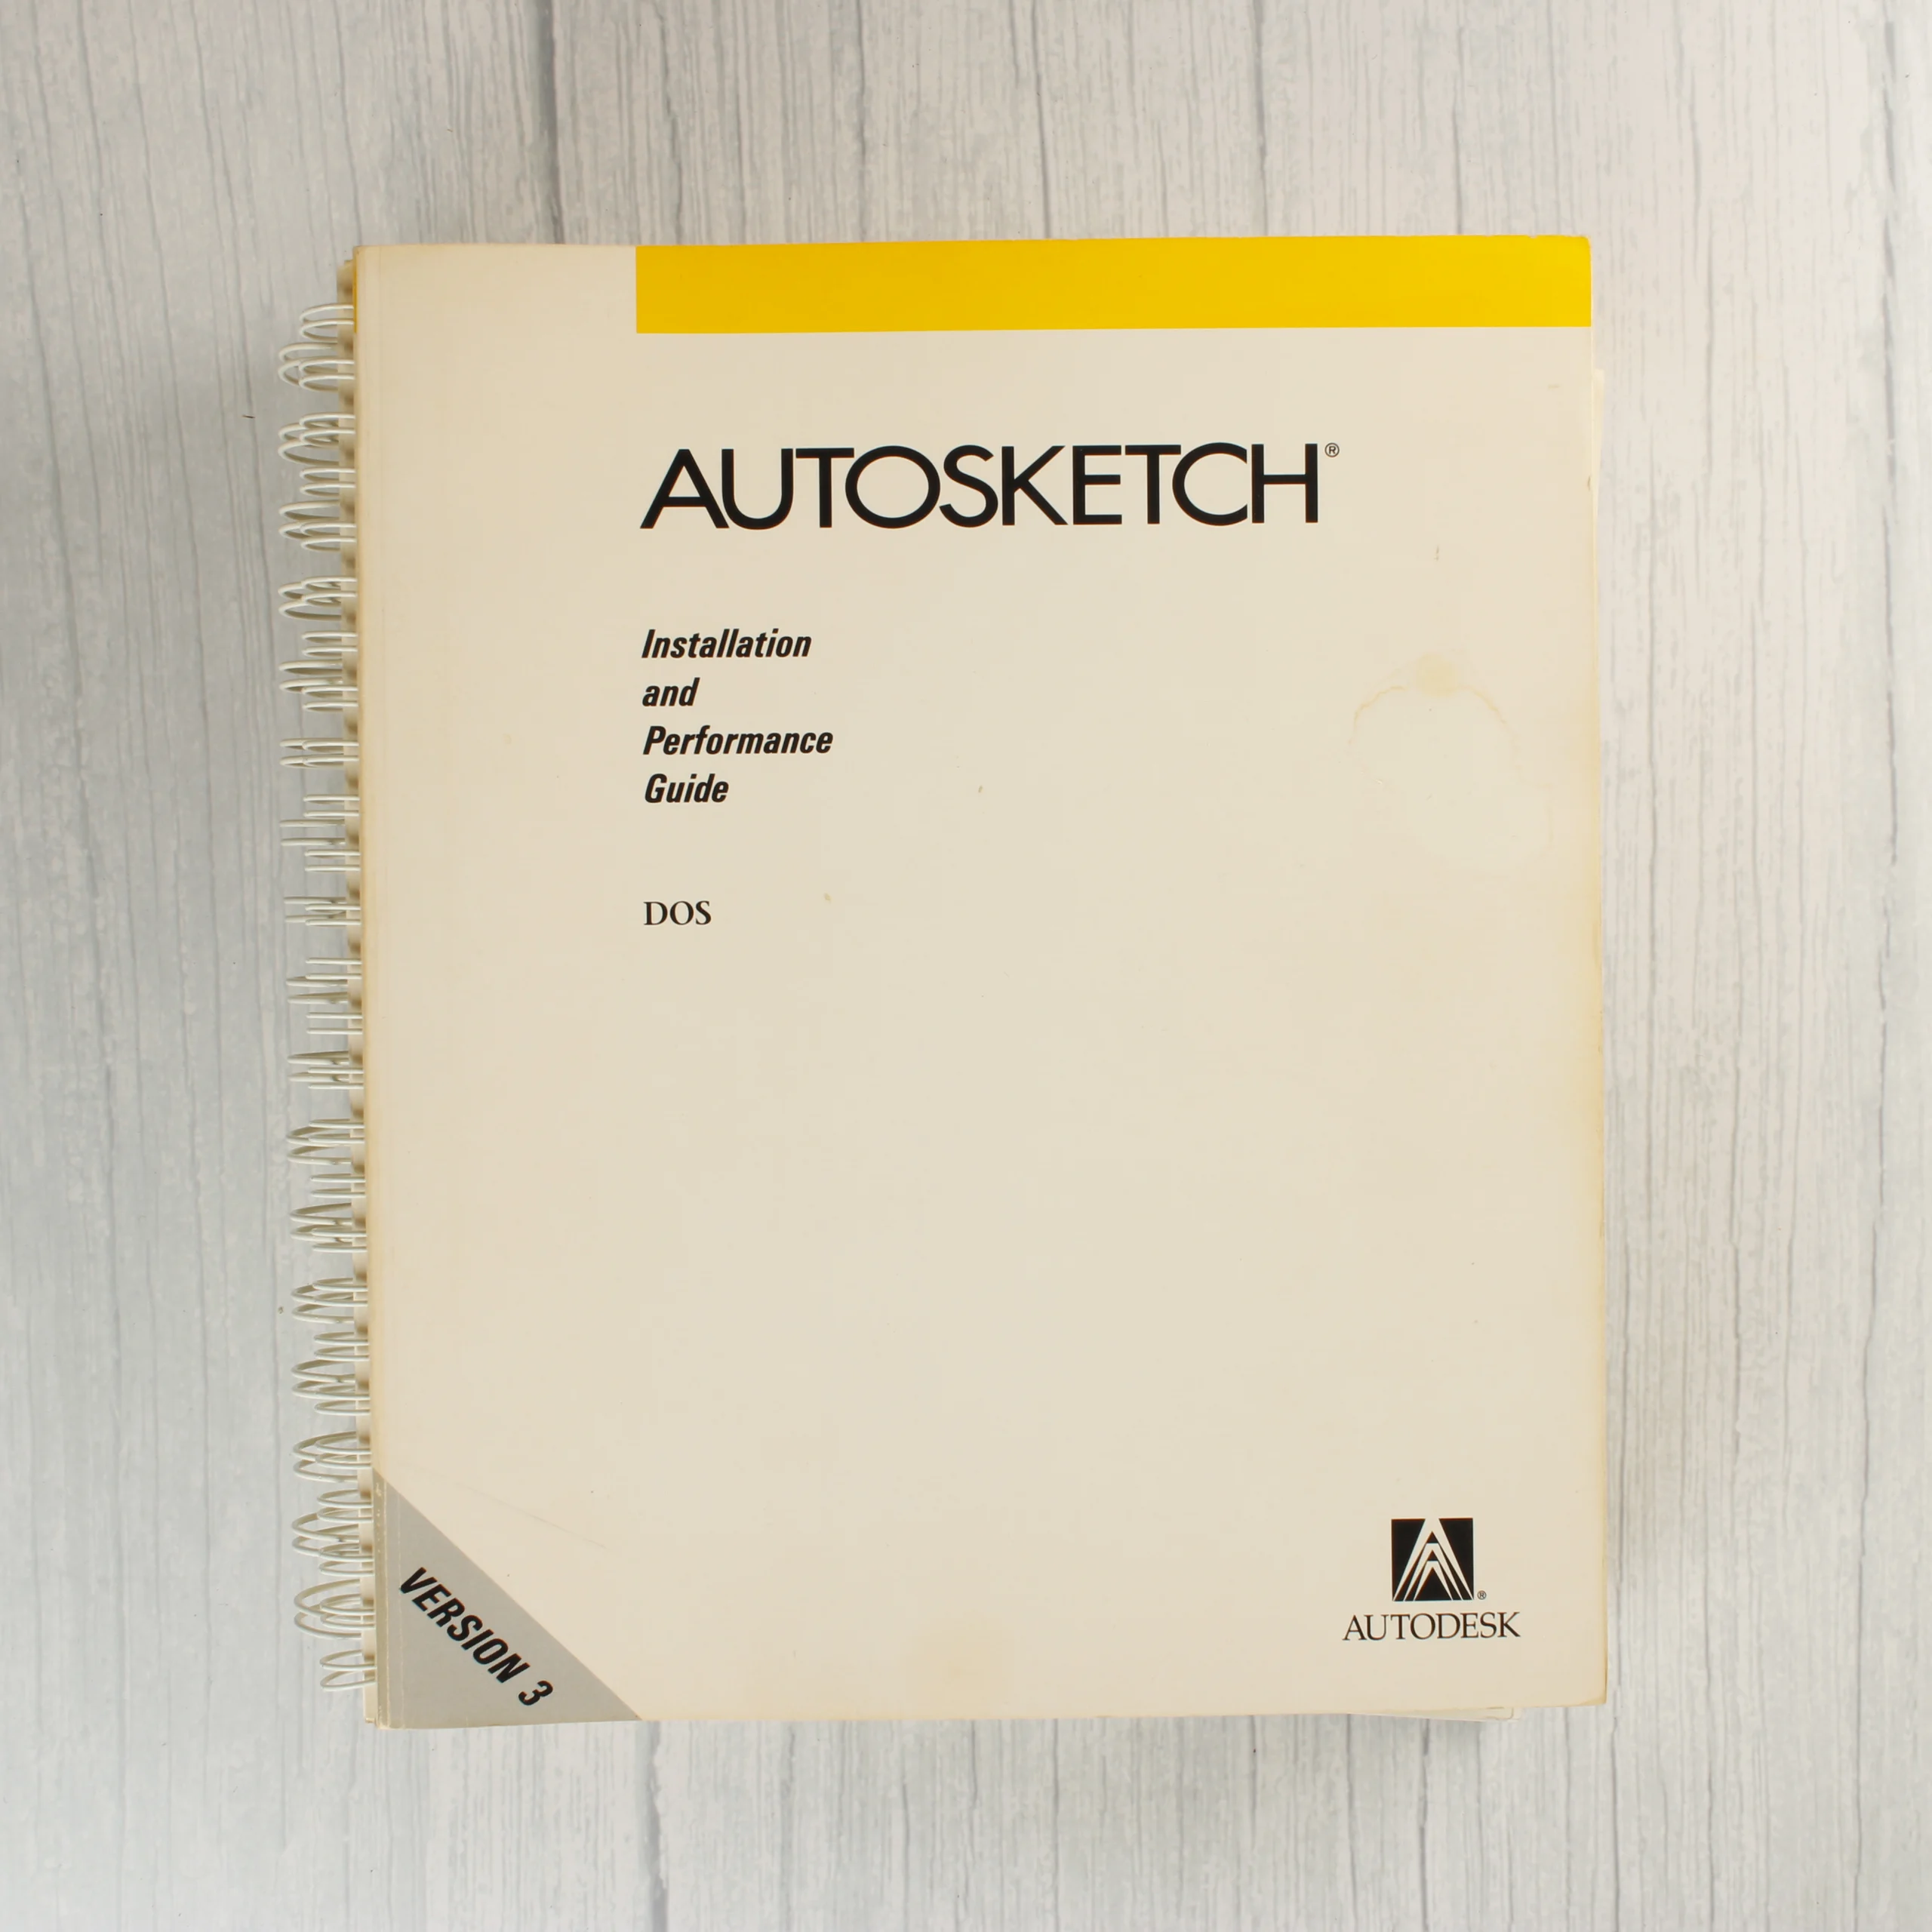 AUTOSKETCH®
Installation
and
Performance
Guide
DOS
VERSION 3
®
AUTODESK